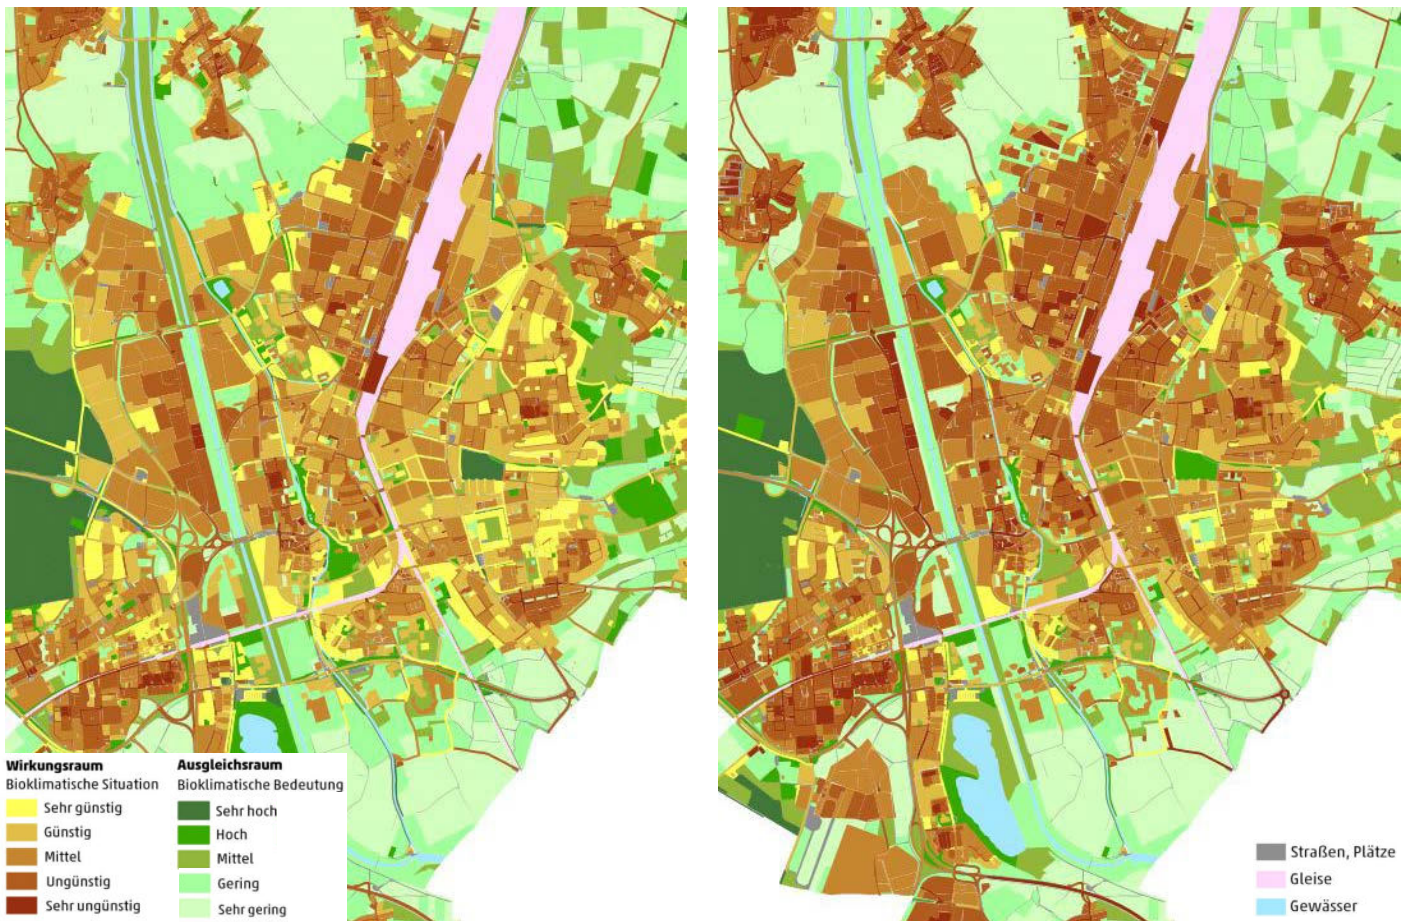 Wirkungsraum
Bioklimatische Situation
Sehr günstig
Günstig
Mittel
Ungünstig
Sehr ungünstig
Ausgleichsraum
Bioklimatische Bedeutung
Sehr hoch
Hoch
Mittel
Gering
Sehr gering
Straßen, Plätze
Gleise
Gewässer